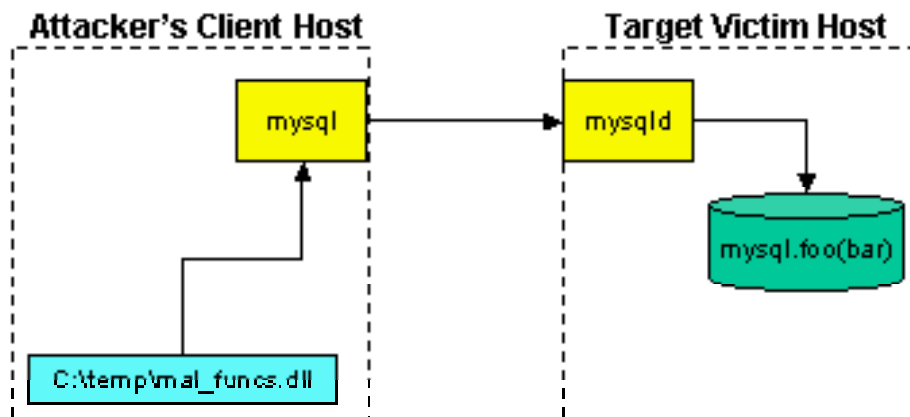 Attacker's Client Host
Target Victim Host
mysql
mysqld
mysql.foo(bar)
C:\temp\mal_funcs.dll